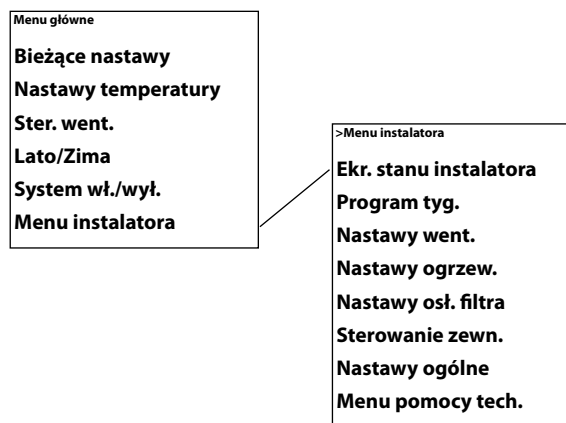 Menu główne
Bieżące nastawy
Nastawy temperatury
Ster. went.
Lato/Zima
System wł./wył.
Menu instalatora
>Menu instalatora
Ekr. stanu instalatora
Program tyg.
Nastawy went.
Nastawy ogrzew.
Nastawy osł. filtra
Sterowanie zewn.
Nastawy ogólne
Menu pomocy tech.